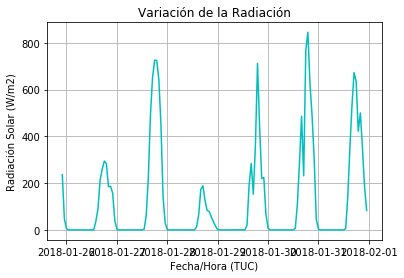 Variación de la Radiación
Radiación Solar (W/m2)
800
600
400
200
0
2018-01-26 2018-01-27 2018-01-28 2018-01-29 2018-01-30 2018-01-31 2018-02-01
Fecha/Hora (TUC)